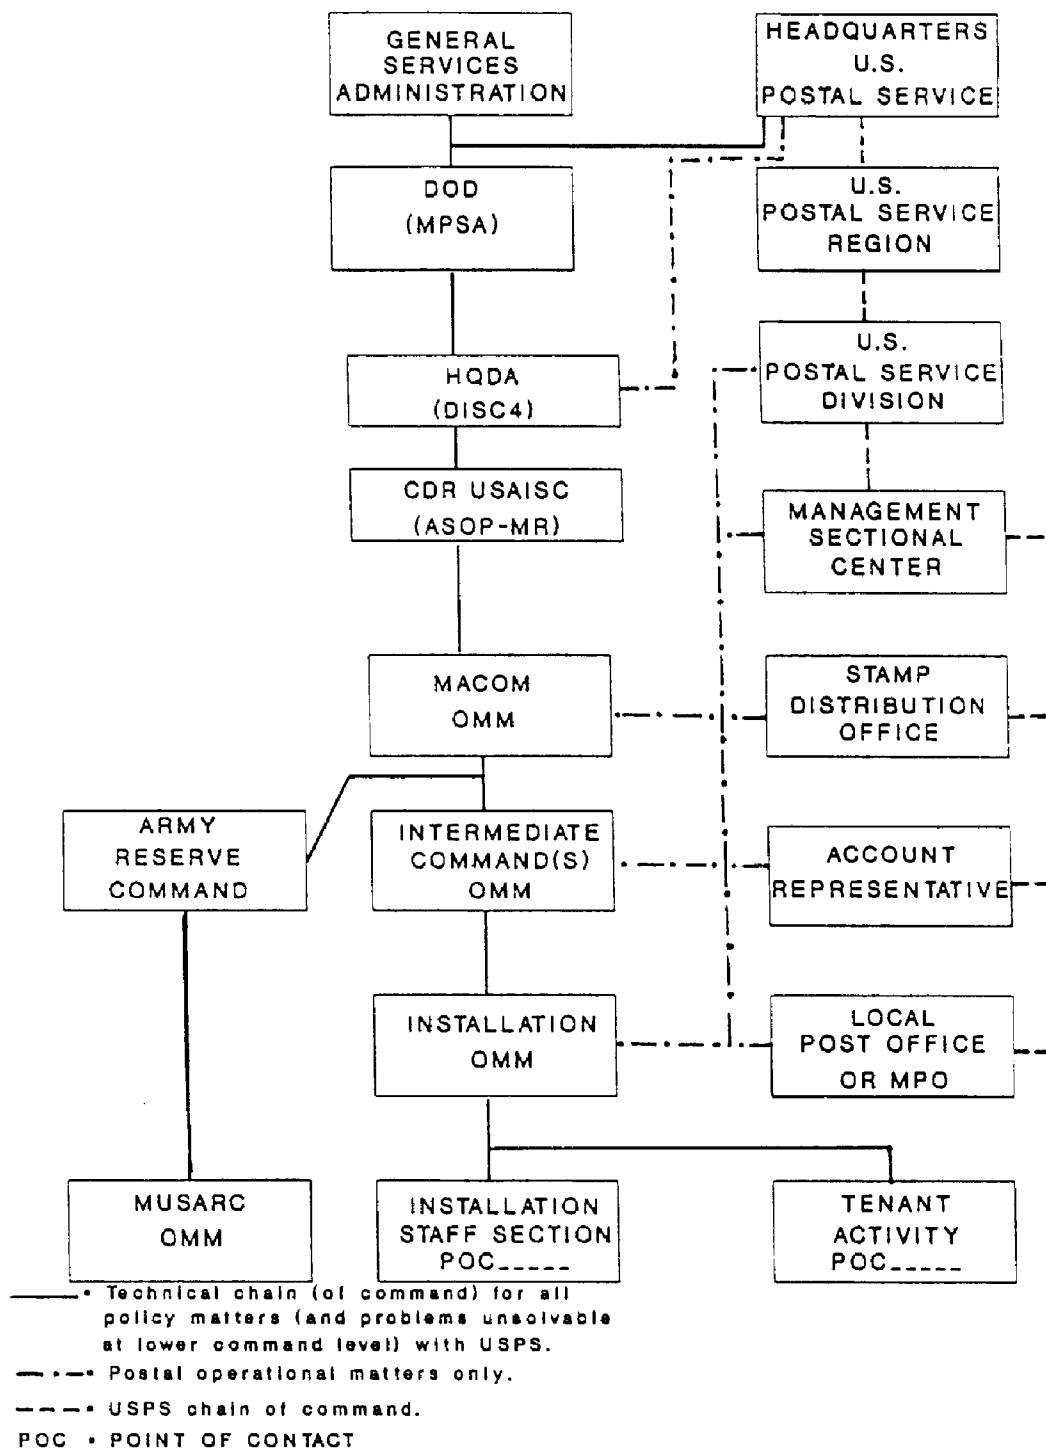 GENERAL
SERVICES
ADMINISTRATION
HEADQUARTERS
U.S.
POSTAL SERVICE
DOD
(MPSA)
U.S.
POSTAL SERVICE
REGION
HQDA
(DISC4)
U.S.
POSTAL SERVICE
DIVISION
CDR USAISC
(ASOP-MR)
MANAGEMENT
SECTIONAL
CENTER
MACOM
OMM
STAMP
DISTRIBUTION
OFFICE
ARMY
RESERVE
COMMAND
INTERMEDIATE
COMMAND(S)
OMM
ACCOUNT
REPRESENTATIVE
INSTALLATION
OMM
LOCAL
POST OFFICE
OR MPO
MUSARC
OMM
INSTALLATION
STAFF SECTION
POC_____
TENANT
ACTIVITY
POC_____
Technical chain (of command) for all
policy matters (and problems unsolvable
at lower command level) with USPS.
Postal operational matters only.
USPS chain of command.
POC • POINT OF CONTACT